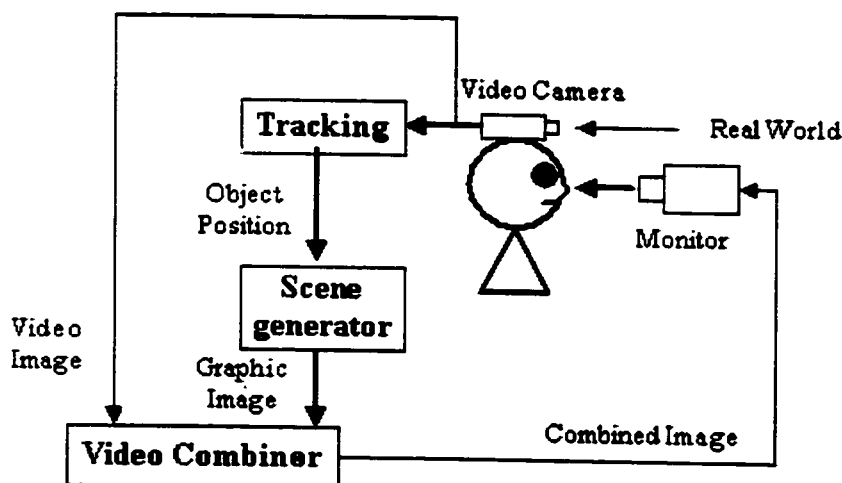 Video Camera
Tracking
Real World
Object
Position
Monitor
Scene
generator
Video
Image
Graphic
Image
Combined Image
Video Combiner